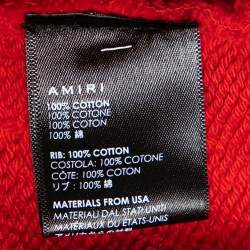 AMIRI
100% COTTON
100% COTONE
100% COTON
100% 綿
RIB: 100% COTTON
COSTOLA: 100% COTONE
CÔTE: 100% COTON
リブ : 100% 綿
MATERIALS FROM USA
MATERIALI DAL STATI UNITI
MATÉRIAUX DU ÉTATS-UNIS